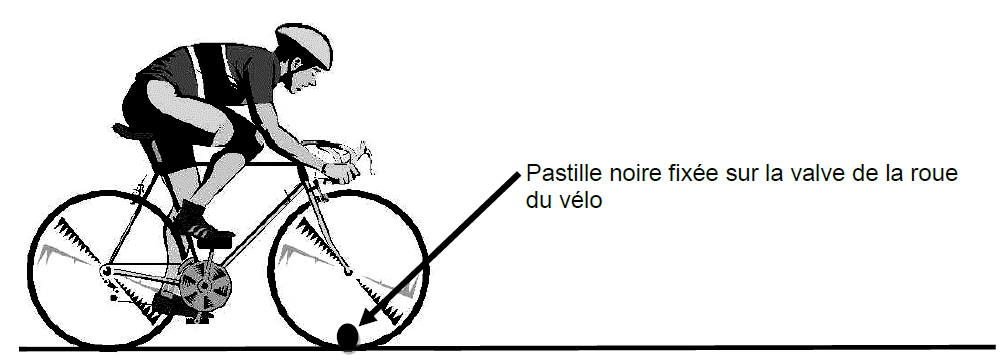 Pastille noire fixée sur la valve de la roue
du vélo